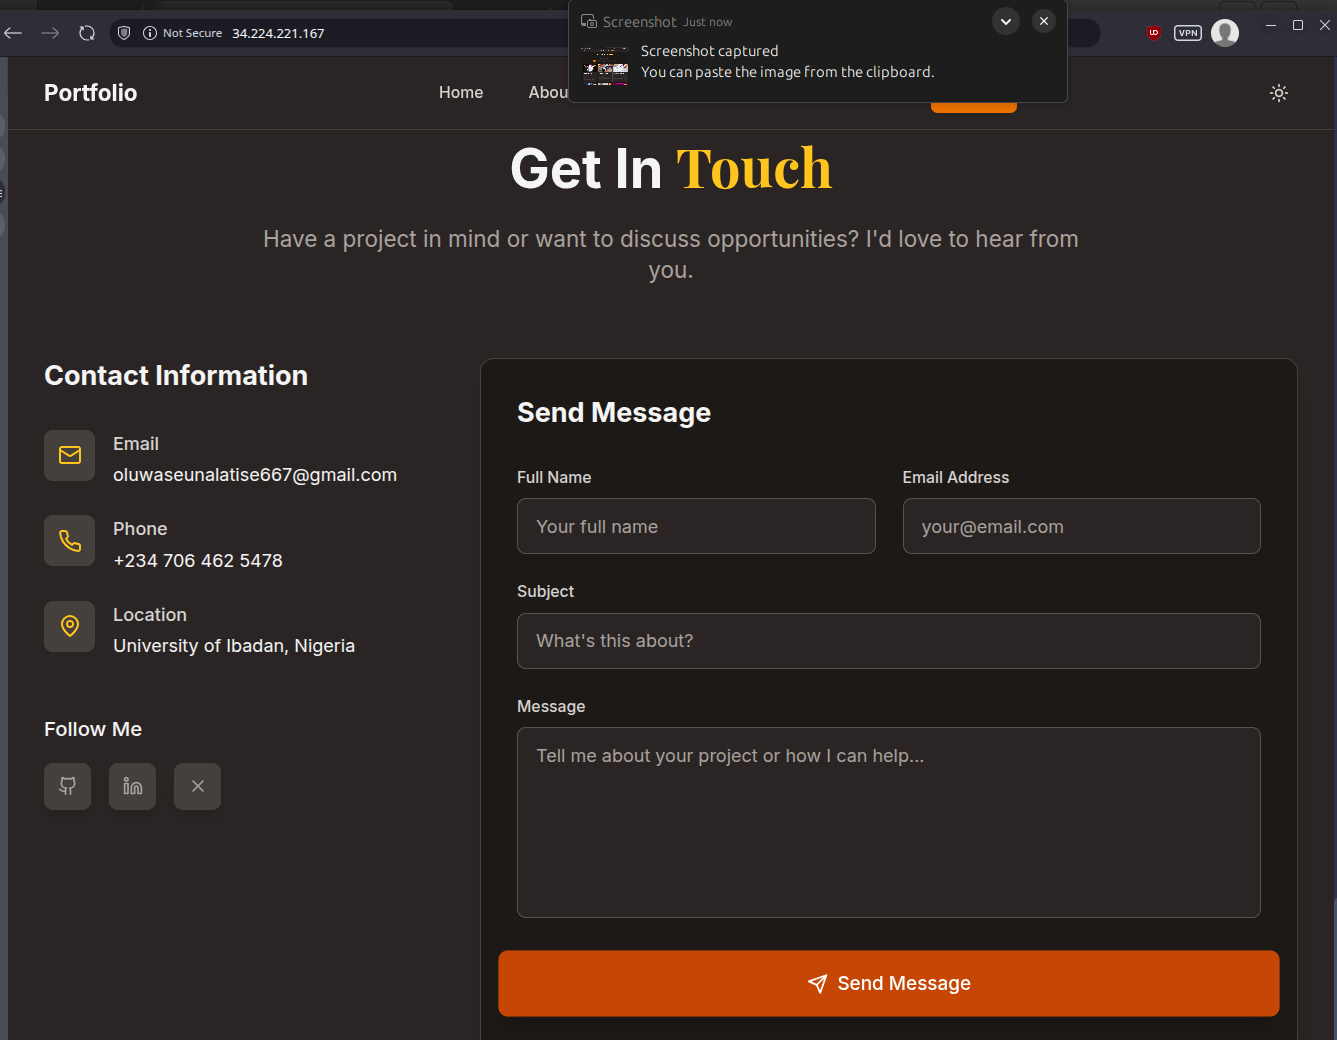 Screenshot Just now
Screenshot captured
You can paste the image from the clipboard.
Not Secure 34.224.221.167
VPN
Portfolio
Home
Get In Touch
Have a project in mind or want to discuss opportunities? I'd love to hear from
you.
Contact Information
Email
oluwaseunalatise667@gmail.com
Phone
+234 706 462 5478
Location
University of Ibadan, Nigeria
Follow Me
Send Message
Full Name
Your full name
Email Address
your@email.com
Subject
What's this about?
Message
Tell me about your project or how I can help...
Send Message